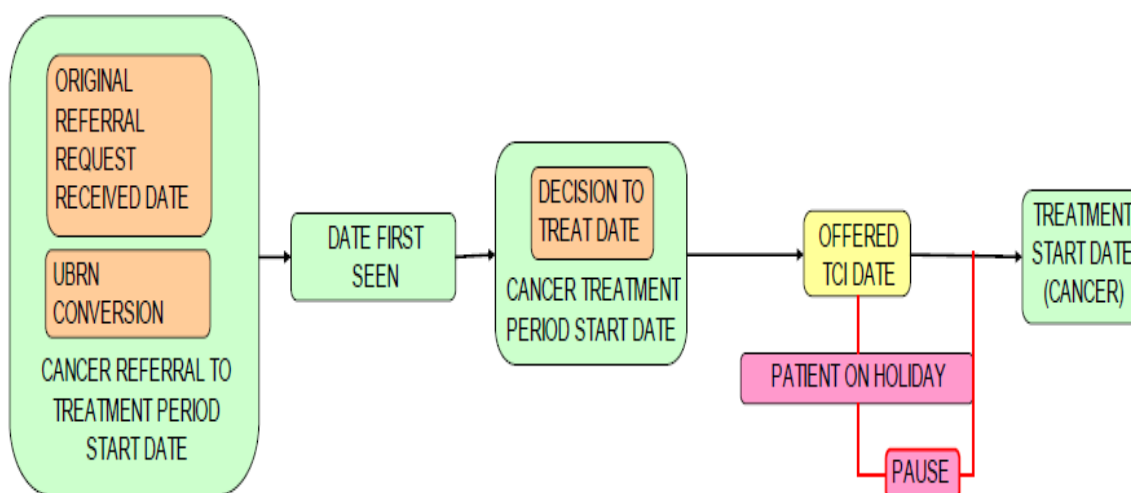 ORIGINAL
REFERRAL
REQUEST
RECEIVED DATE
UBRN
CONVERSION
CANCER REFERRAL TO
TREATMENT PERIOD
START DATE
DATE FIRST
SEEN
DECISION TO
TREAT DATE
CANCER TREATMENT
PERIOD START DATE
OFFERED
TCI DATE
PATIENT ON HOLIDAY
PAUSE
TREATMENT
START DATE
(CANCER)